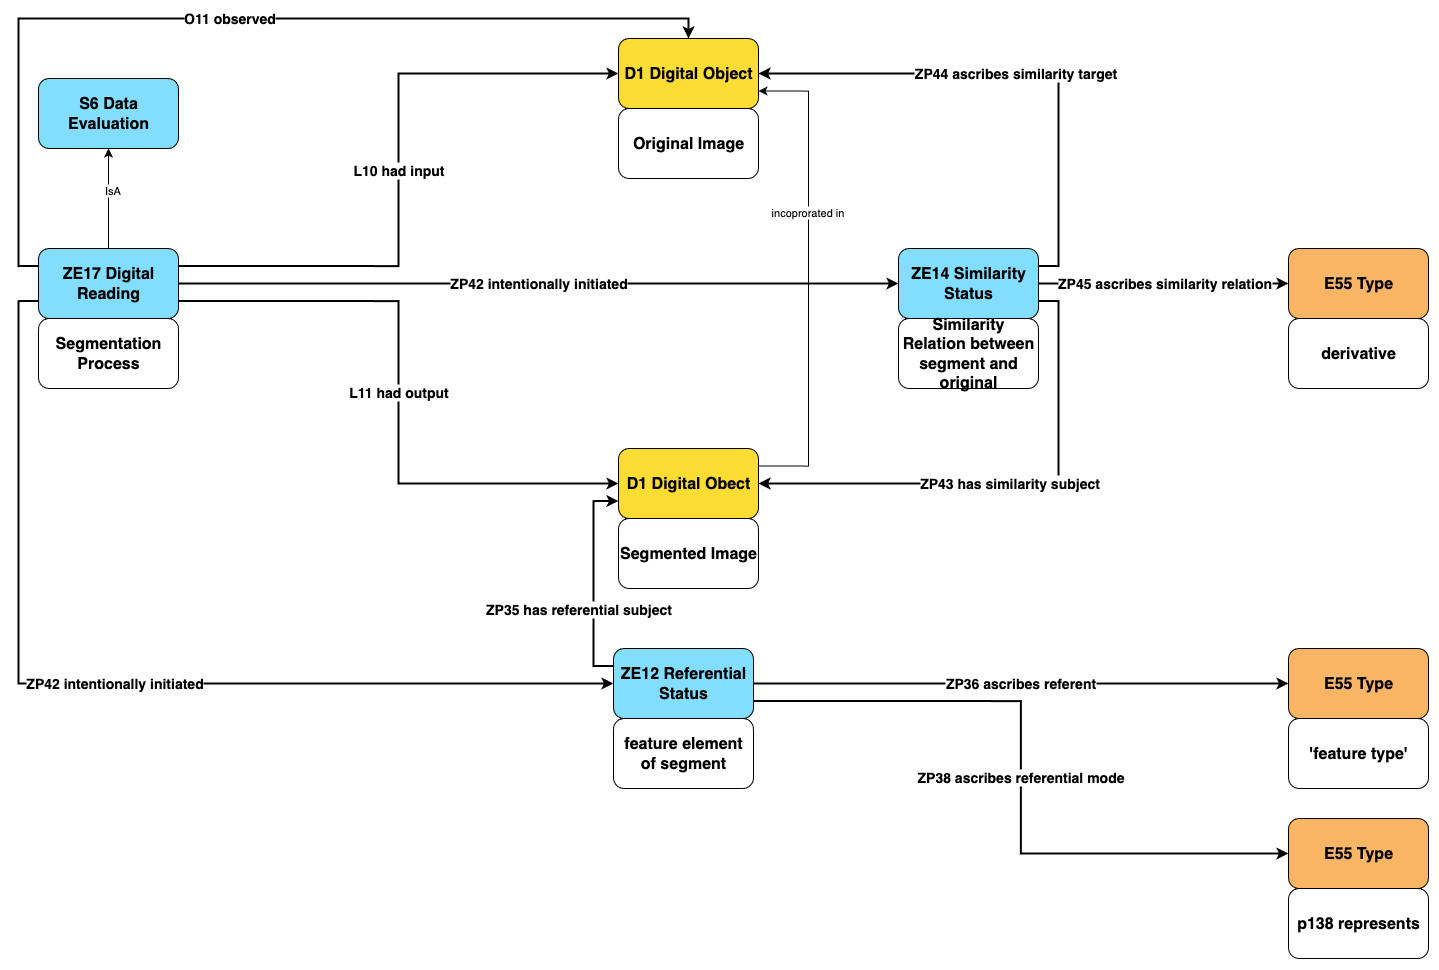 O11 observed
D1 Digital Object
Original Image
ZP44 ascribes similarity target
S6 Data
Evaluation
L10 had input
IsA
incoprorated in
ZE17 Digital
Reading
Segmentation
Process
ZP42 intentionally initiated
ZE14 Similarity
Status
Similarity
Relation between
segment and
original
ZP45 ascribes similarity relation
E55 Type
derivative
L11 had output
D1 Digital Obect
Segmented Image
ZP43 has similarity subject
ZP35 has referential subject
ZP42 intentionally initiated
ZE12 Referential
Status
feature element
of segment
ZP36 ascribes referent
E55 Type
'feature type'
ZP38 ascribes referential mode
E55 Type
p138 represents